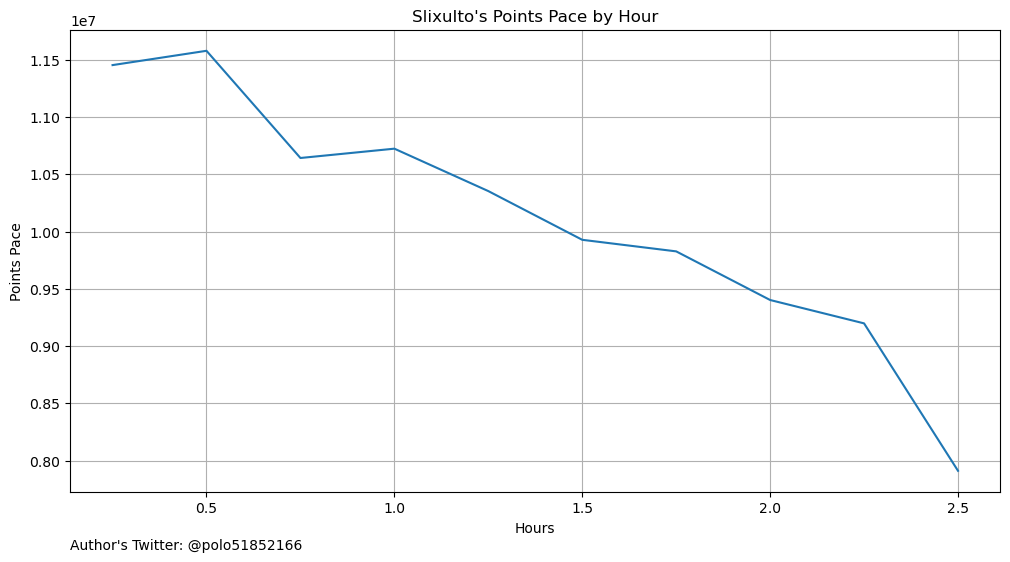 Slixulto's Points Pace by Hour
1e7
1.15
1.10
1.05
1.00
0.95
0.90
0.85
0.80
Points Pace
0.5 1.0 1.5 2.0 2.5
Hours
Author's Twitter: @polo51852166